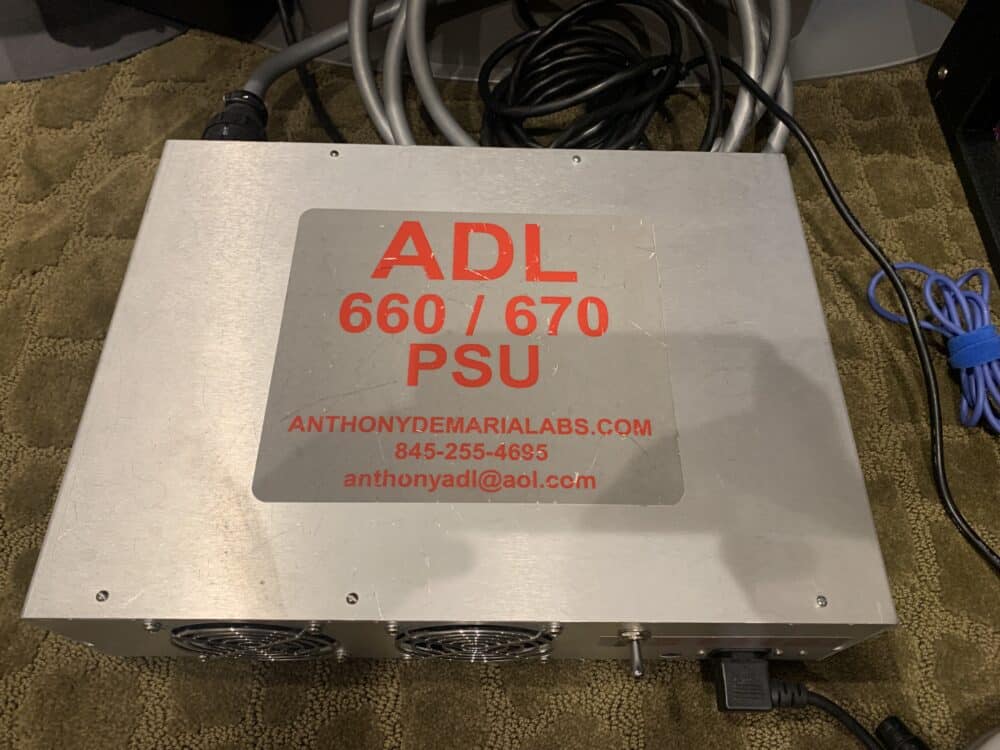 ADL
660 / 670
PSU
ANTHONYDEMARIALABS.COM
845-255-4695
anthonyadl@aol.com